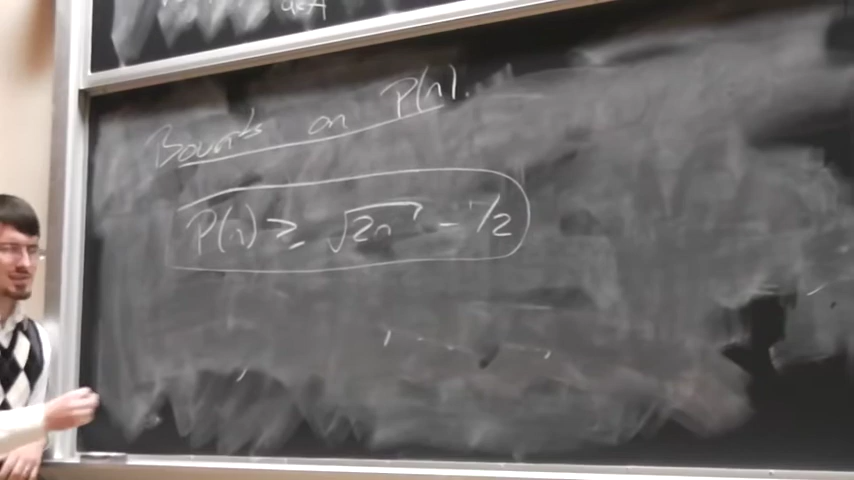 Bounds on P(n).
P(n) ≥ √2n - 1/2